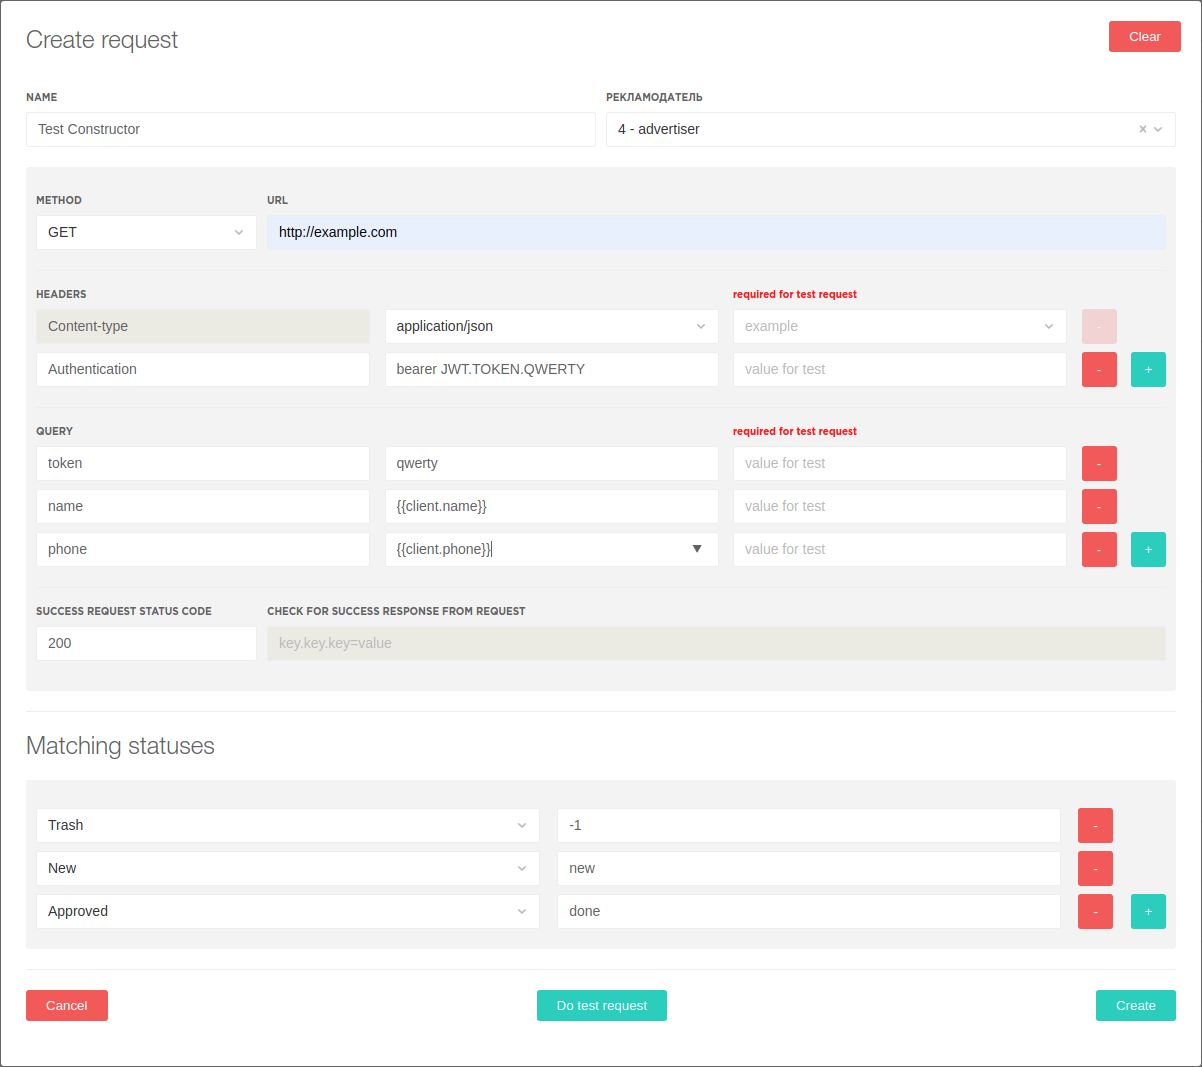 Create request
Clear
NAME
РЕКЛАМОДАТЕЛЬ
Test Constructor
4 - advertiser
METHOD
URL
GET
http://example.com
HEADERS
required for test request
Content-type
application/json
example
-
Authentication
bearer JWT.TOKEN.QWERTY
value for test
-
+
QUERY
required for test request
token
qwerty
value for test
-
name
{{client.name}}
value for test
-
phone
{{client.phone}}
value for test
-
+
SUCCESS REQUEST STATUS CODE
CHECK FOR SUCCESS RESPONSE FROM REQUEST
200
key.key.key=value
Matching statuses
Trash
-1
-
New
new
-
Approved
done
-
+
Cancel
Do test request
Create